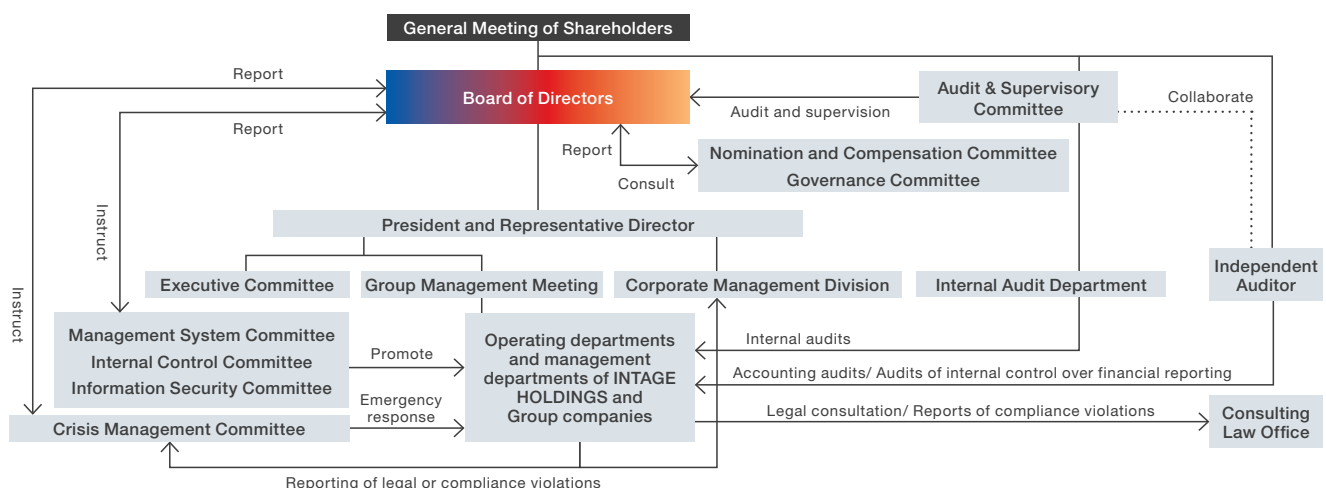 General Meeting of Shareholders
Report
Board of Directors
Audit & Supervisory
Committee
Collaborate
Audit and supervision
Report
Report
Nomination and Compensation Committee
Governance Committee
Consult
Instruct
President and Representative Director
Executive Committee
Group Management Meeting
Corporate Management Division
Internal Audit Department
Independent
Auditor
Instruct
Management System Committee
Internal Control Committee
Information Security Committee
Promote
Operating departments
and management
departments of INTAGE
HOLDINGS and
Group companies
Internal audits
Accounting audits/ Audits of internal control over financial reporting
Emergency
response
Legal consultation/ Reports of compliance violations
Consulting
Law Office
Crisis Management Committee
Reporting of legal or compliance violations